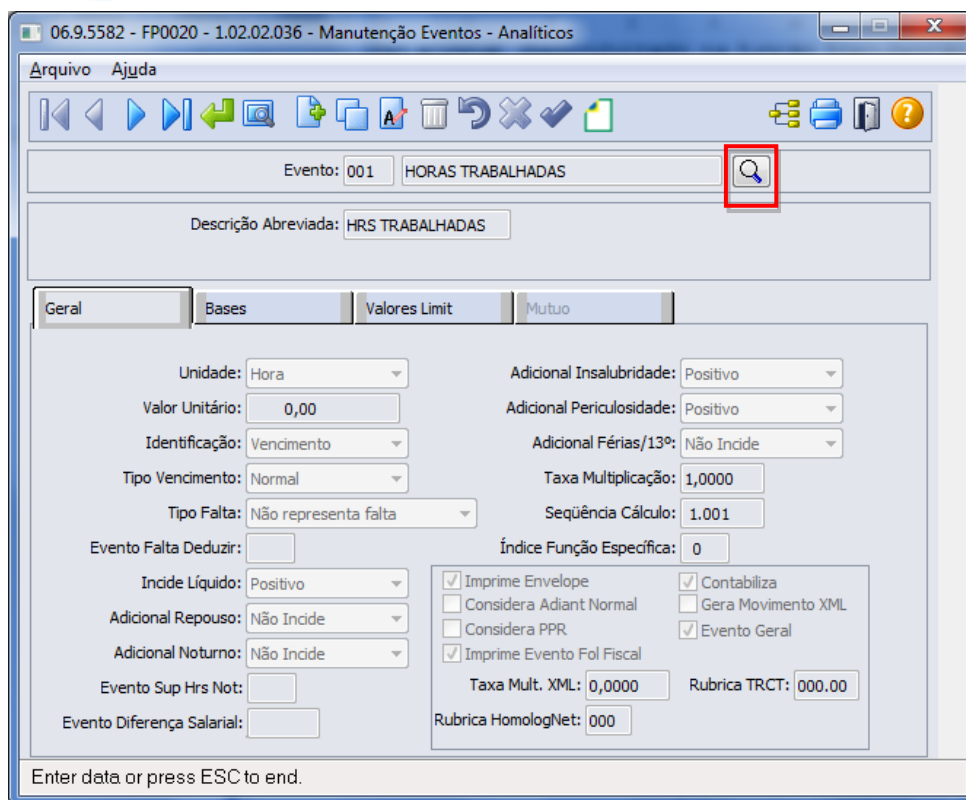 06.9.5582 - FP0020 - 1.02.02.036 - Manutenção Eventos - Analíticos
Arquivo Ajuda
Evento: 001 HORAS TRABALHADAS
Descrição Abreviada: HRS TRABALHADAS
Geral Bases Valores Limit Mutuo
Unidade: Hora Adicional Insalubridade: Positivo
Valor Unitário: 0,00 Adicional Periculosidade: Positivo
Identificação: Vencimento Adicional Férias/13º: Não Incide
Tipo Vencimento: Normal Taxa Multiplicação: 1,0000
Tipo Falta: Não representa falta Seqüência Cálculo: 1.001
Evento Falta Deduzir: Índice Função Específica: 0
Incide Líquido: Positivo Imprime Envelope Contabiliza
Considera Adiant Normal Gera Movimento XML
Adicional Repouso: Não Incide Considera PPR Evento Geral
Adicional Noturno: Não Incide Imprime Evento Fol Fiscal
Evento Sup Hrs Not: Taxa Mult. XML: 0,0000 Rubrica TRCT: 000.00
Evento Diferença Salarial: Rubrica HomologNet: 000
Enter data or press ESC to end.